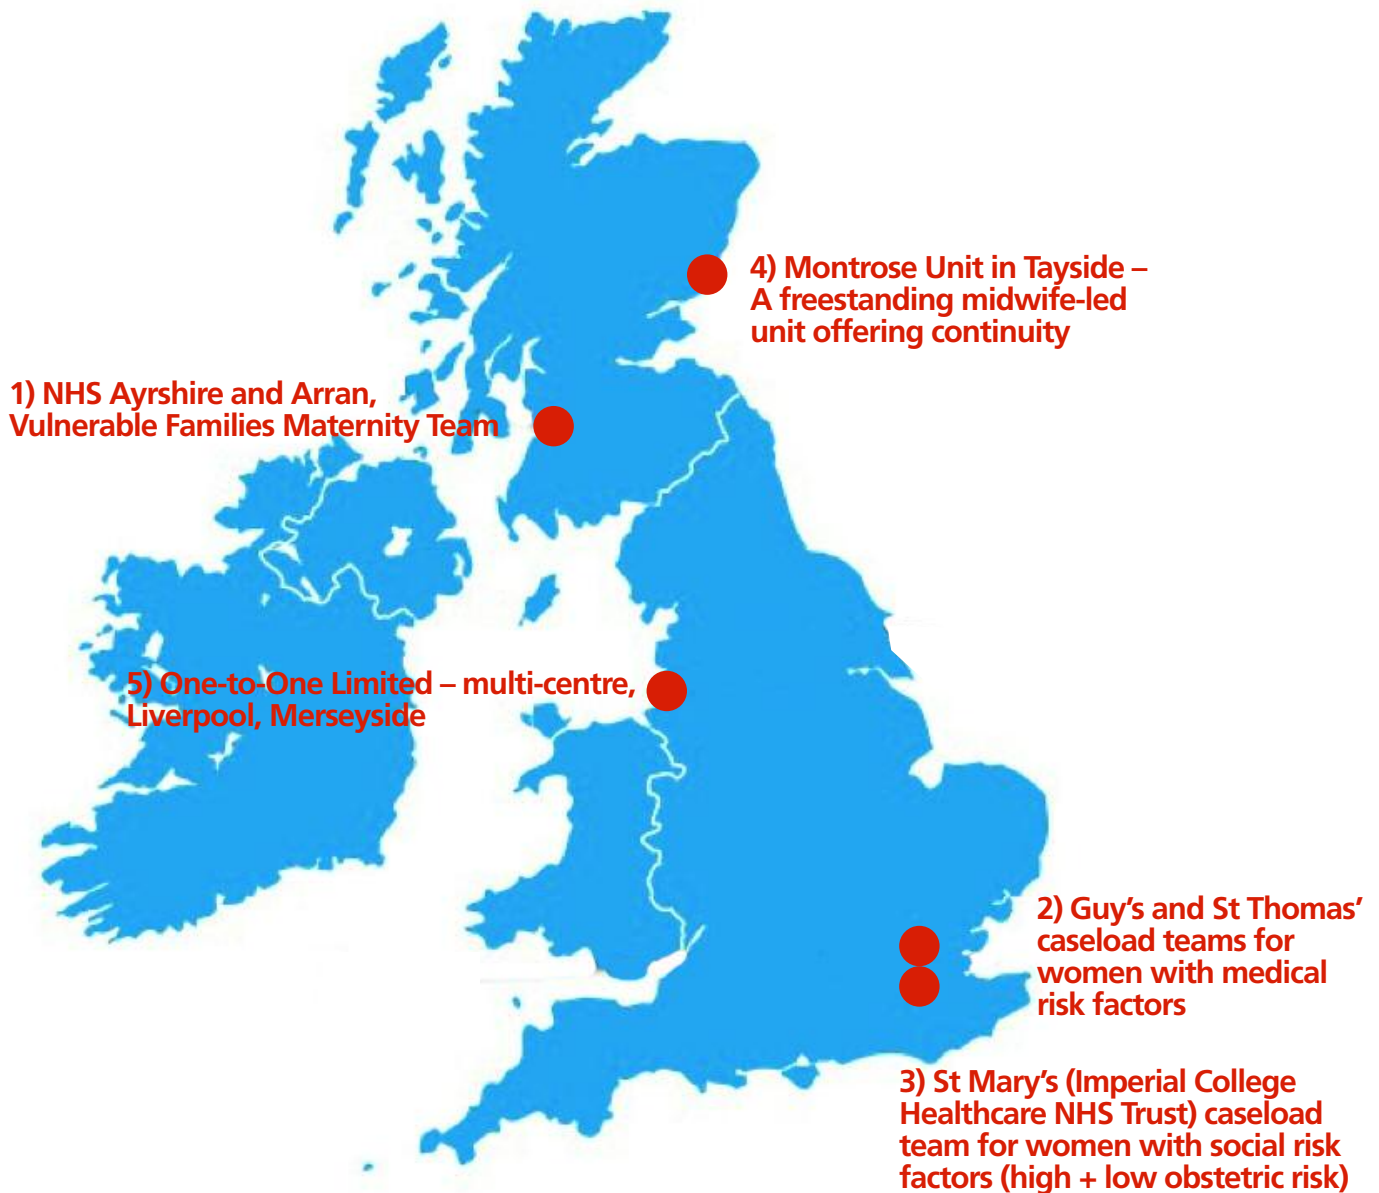 4) Montrose Unit in Tayside –
A freestanding midwife-led
unit offering continuity
1) NHS Ayrshire and Arran,
Vulnerable Families Maternity Team
5) One-to-One Limited – multi-centre,
Liverpool, Merseyside
2) Guy’s and St Thomas’
caseload teams for
women with medical
risk factors
3) St Mary’s (Imperial College
Healthcare NHS Trust) caseload
team for women with social risk
factors (high + low obstetric risk)